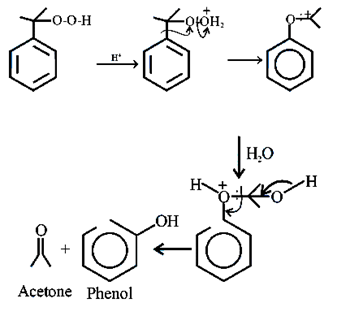 O-O-H
H⁺
O-OH₂
+
O
:+
H₂O
H
+
O
:
O
H
O
+
OH
Acetone Phenol